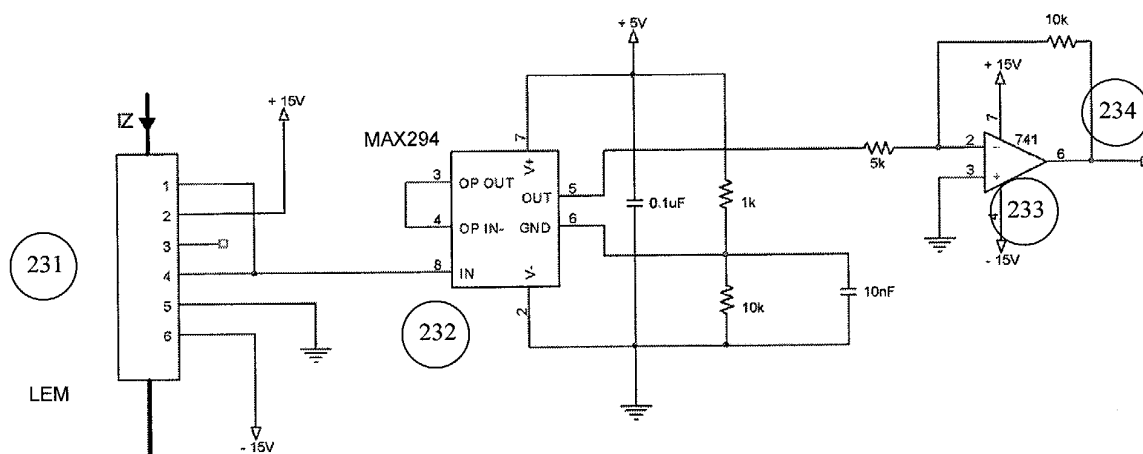 IZ
+ 15V
1
2
3
4
5
6
- 15V
LEM
231
MAX294
3
OP OUT
4
OP IN-
8
IN
V+
7
OUT
5
GND
6
V-
2
232
+ 5V
0.1uF
1k
10k
10nF
5k
10k
+ 15V
7
741
2
-
3
+
6
4
- 15V
233
234